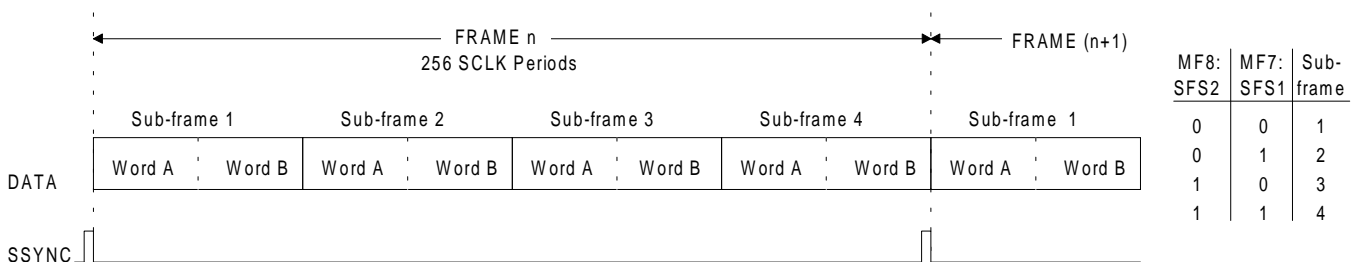 FRAME n
FRAME (n+1)
256 SCLK Periods
MF8: MF7: Sub-
SFS2 SFS1 frame
Sub-frame 1 Sub-frame 2 Sub-frame 3 Sub-frame 4 Sub-frame 1
0 0 1
DATA Word A Word B Word A Word B Word A Word B Word A Word B Word A Word B
0 1 2
1 0 3
1 1 4
SSYNC